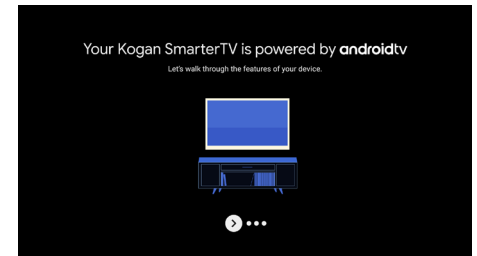 Your Kogan SmarterTV is powered by androidtv
Let's walk through the features of your device.